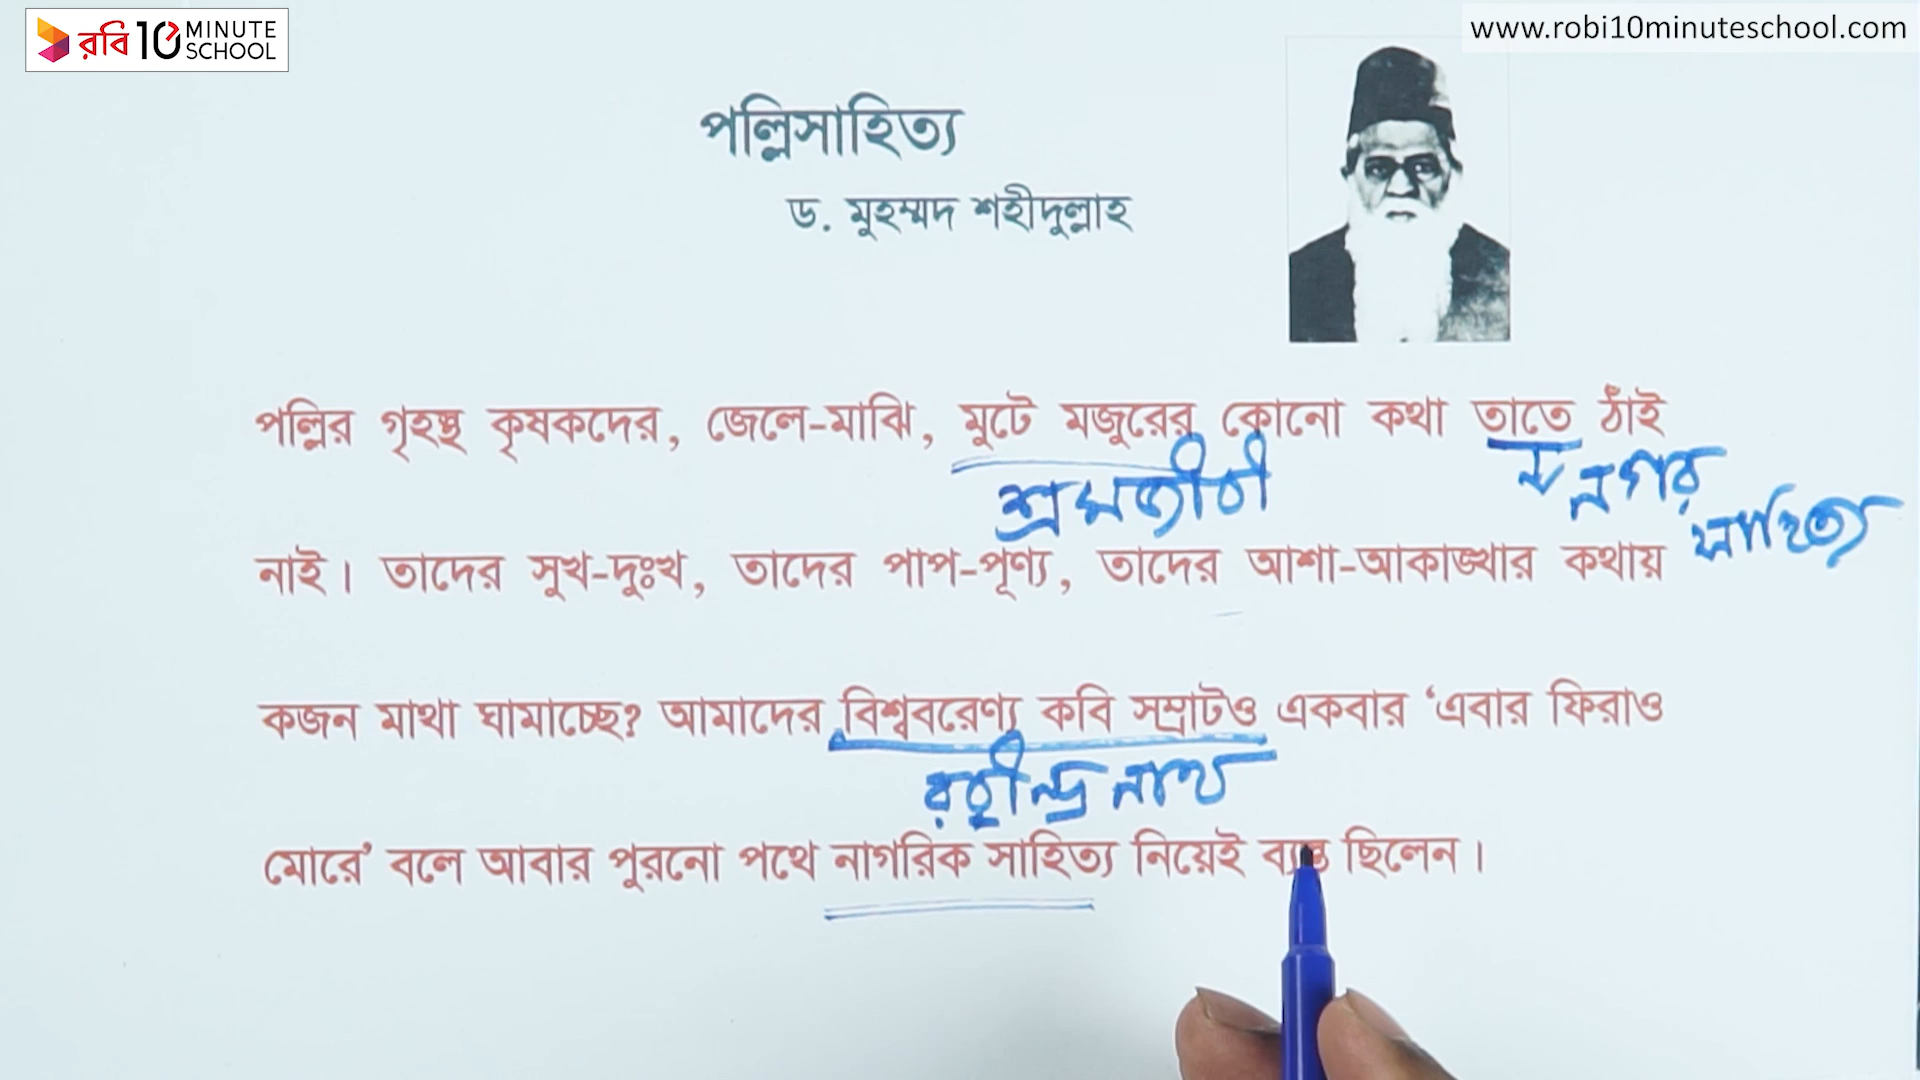 রবি 10 MINUTE SCHOOL
www.robi10minuteschool.com
পল্লিসাহিত্য
ড. মুহম্মদ শহীদুল্লাহ
পল্লির গৃহস্থ কৃষকদের, জেলে-মাঝি, মুটে মজুরের কোনো কথা তাতে ঠাঁই
শ্রমজীবী
নগর
সাহিত্য
নাই। তাদের সুখ-দুঃখ, তাদের পাপ-পূণ্য, তাদের আশা-আকাঙ্খার কথায়
কজন মাথা ঘামাচ্ছে? আমাদের বিশ্ববরেণ্য কবি সম্রাটও একবার ‘এবার ফিরাও
রবীন্দ্রনাথ
মোরে’ বলে আবার পুরনো পথে নাগরিক সাহিত্য নিয়েই ব্যস্ত ছিলেন।